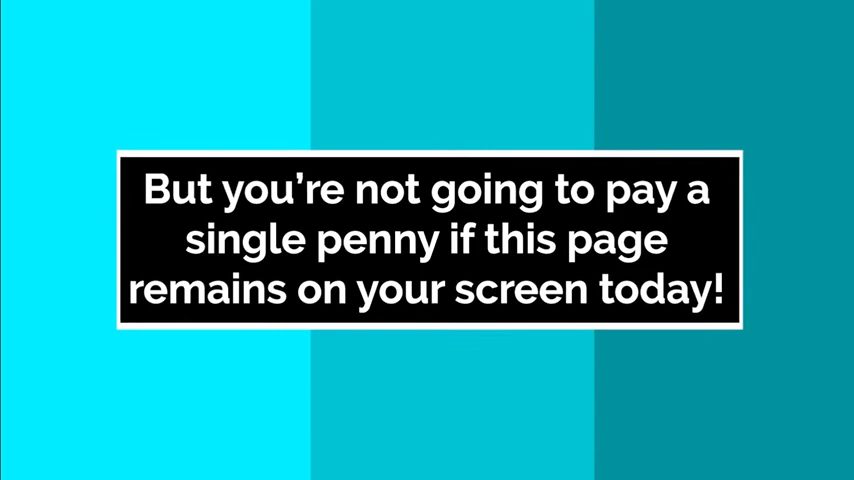 But you’re not going to pay a
single penny if this page
remains on your screen today!